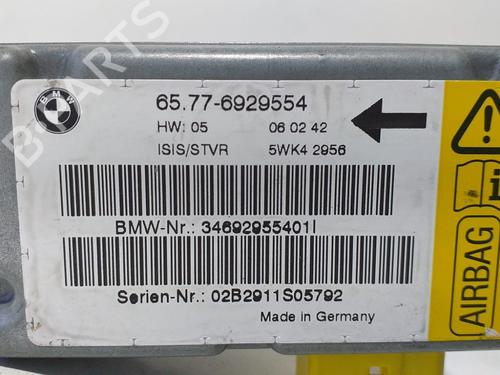 B-PARTS
BMW
65.77-6929554
HW: 05 06 02 42
ISIS/STVR 5WK4 2956
BMW-Nr.: 34692955401I
Serien-Nr.: 02B2911S05792
Made in Germany
AIRBAG